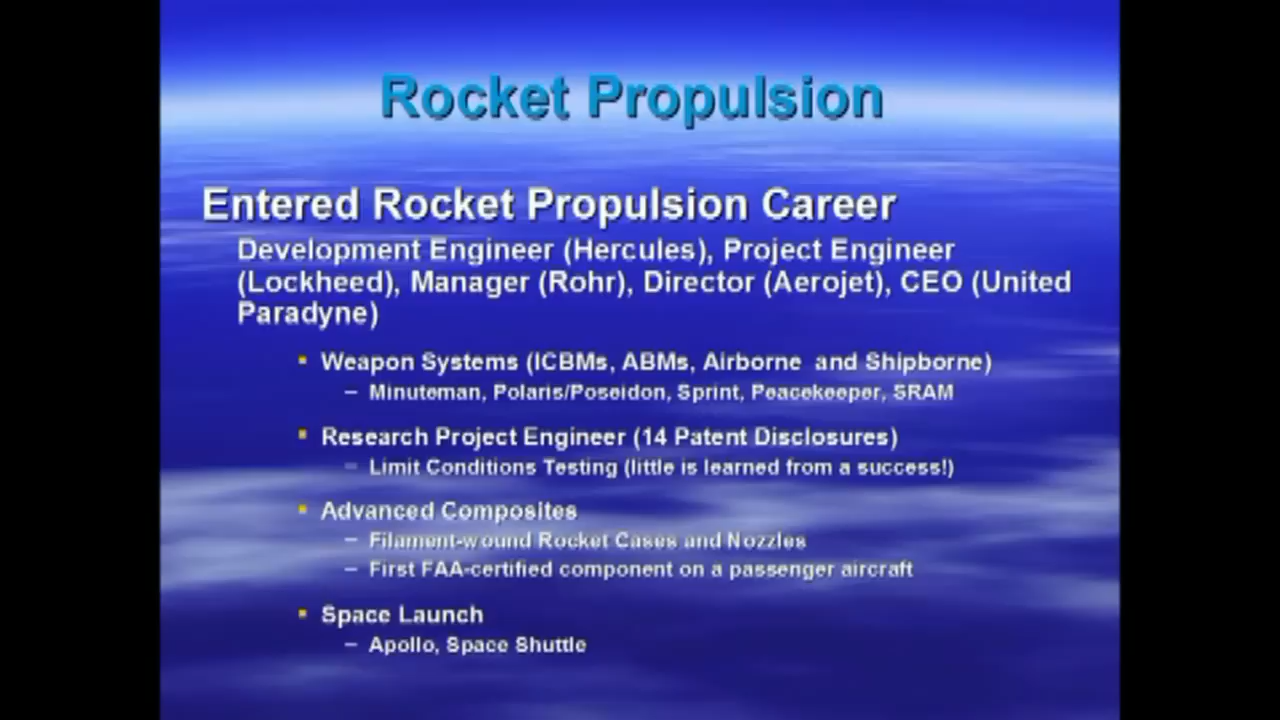 Rocket Propulsion
Entered Rocket Propulsion Career
Development Engineer (Hercules), Project Engineer
(Lockheed), Manager (Rohr), Director (Aerojet), CEO (United
Paradyne)
▪ Weapon Systems (ICBMs, ABMs, Airborne and Shipborne)
– Minuteman, Polaris/Poseidon, Sprint, Peacekeeper, SRAM
▪ Research Project Engineer (14 Patent Disclosures)
– Limit Conditions Testing (little is learned from a success!)
▪ Advanced Composites
– Filament-wound Rocket Cases and Nozzles
– First FAA-certified component on a passenger aircraft
▪ Space Launch
– Apollo, Space Shuttle